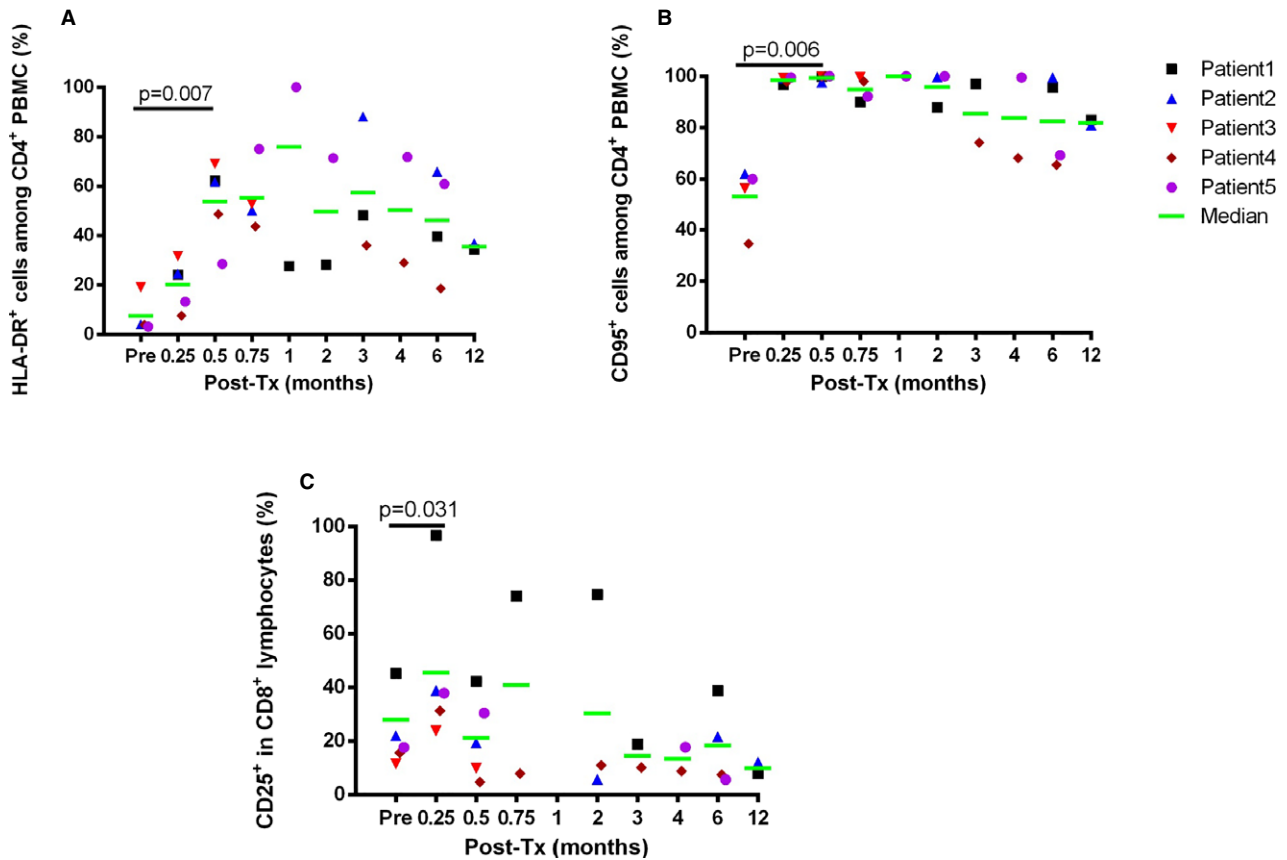 A
HLA-DR⁺ cells among CD4⁺ PBMC (%)
p=0.007
100
80
60
40
20
0
Pre 0.25 0.5 0.75 1 2 3 4 6 12
Post-Tx (months)
B
CD95⁺ cells among CD4⁺ PBMC (%)
p=0.006
100
80
60
40
20
0
Pre 0.25 0.5 0.75 1 2 3 4 6 12
Post-Tx (months)
Patient1
Patient2
Patient3
Patient4
Patient5
Median
C
CD25⁺ in CD8⁺ lymphocytes (%)
p=0.031
100
80
60
40
20
0
Pre 0.25 0.5 0.75 1 2 3 4 6 12
Post-Tx (months)